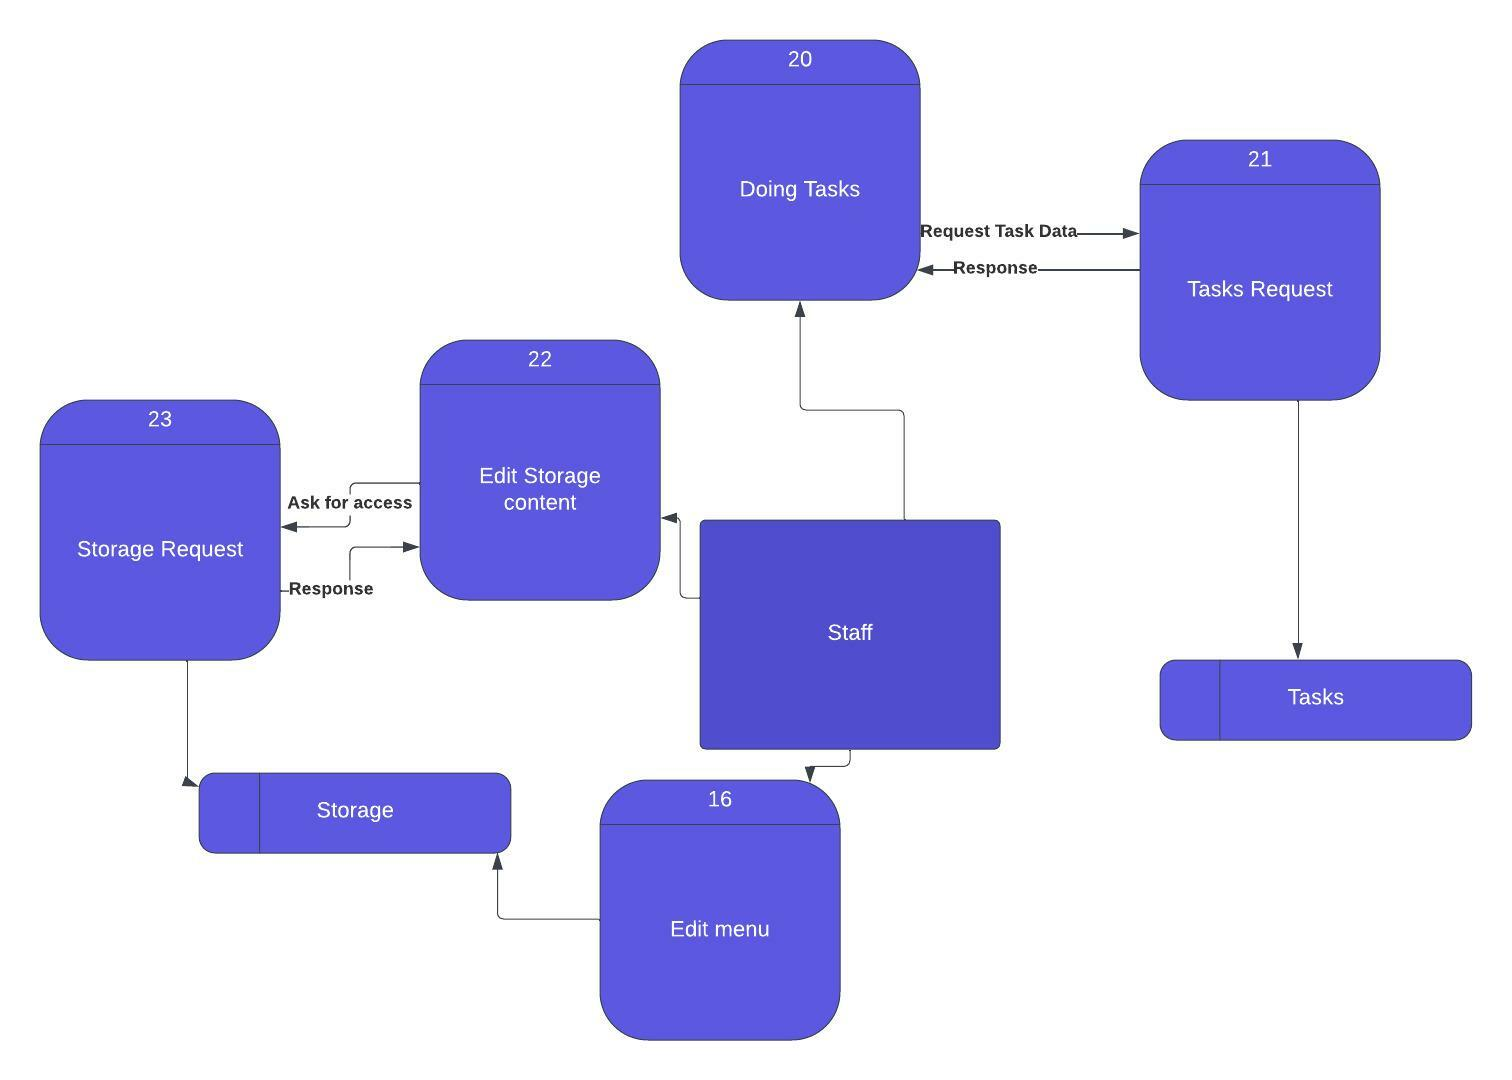 20
Doing Tasks
21
Request Task Data
Response
Tasks Request
22
Edit Storage
content
23
Ask for access
Storage Request
Response
Staff
Tasks
Storage
16
Edit menu